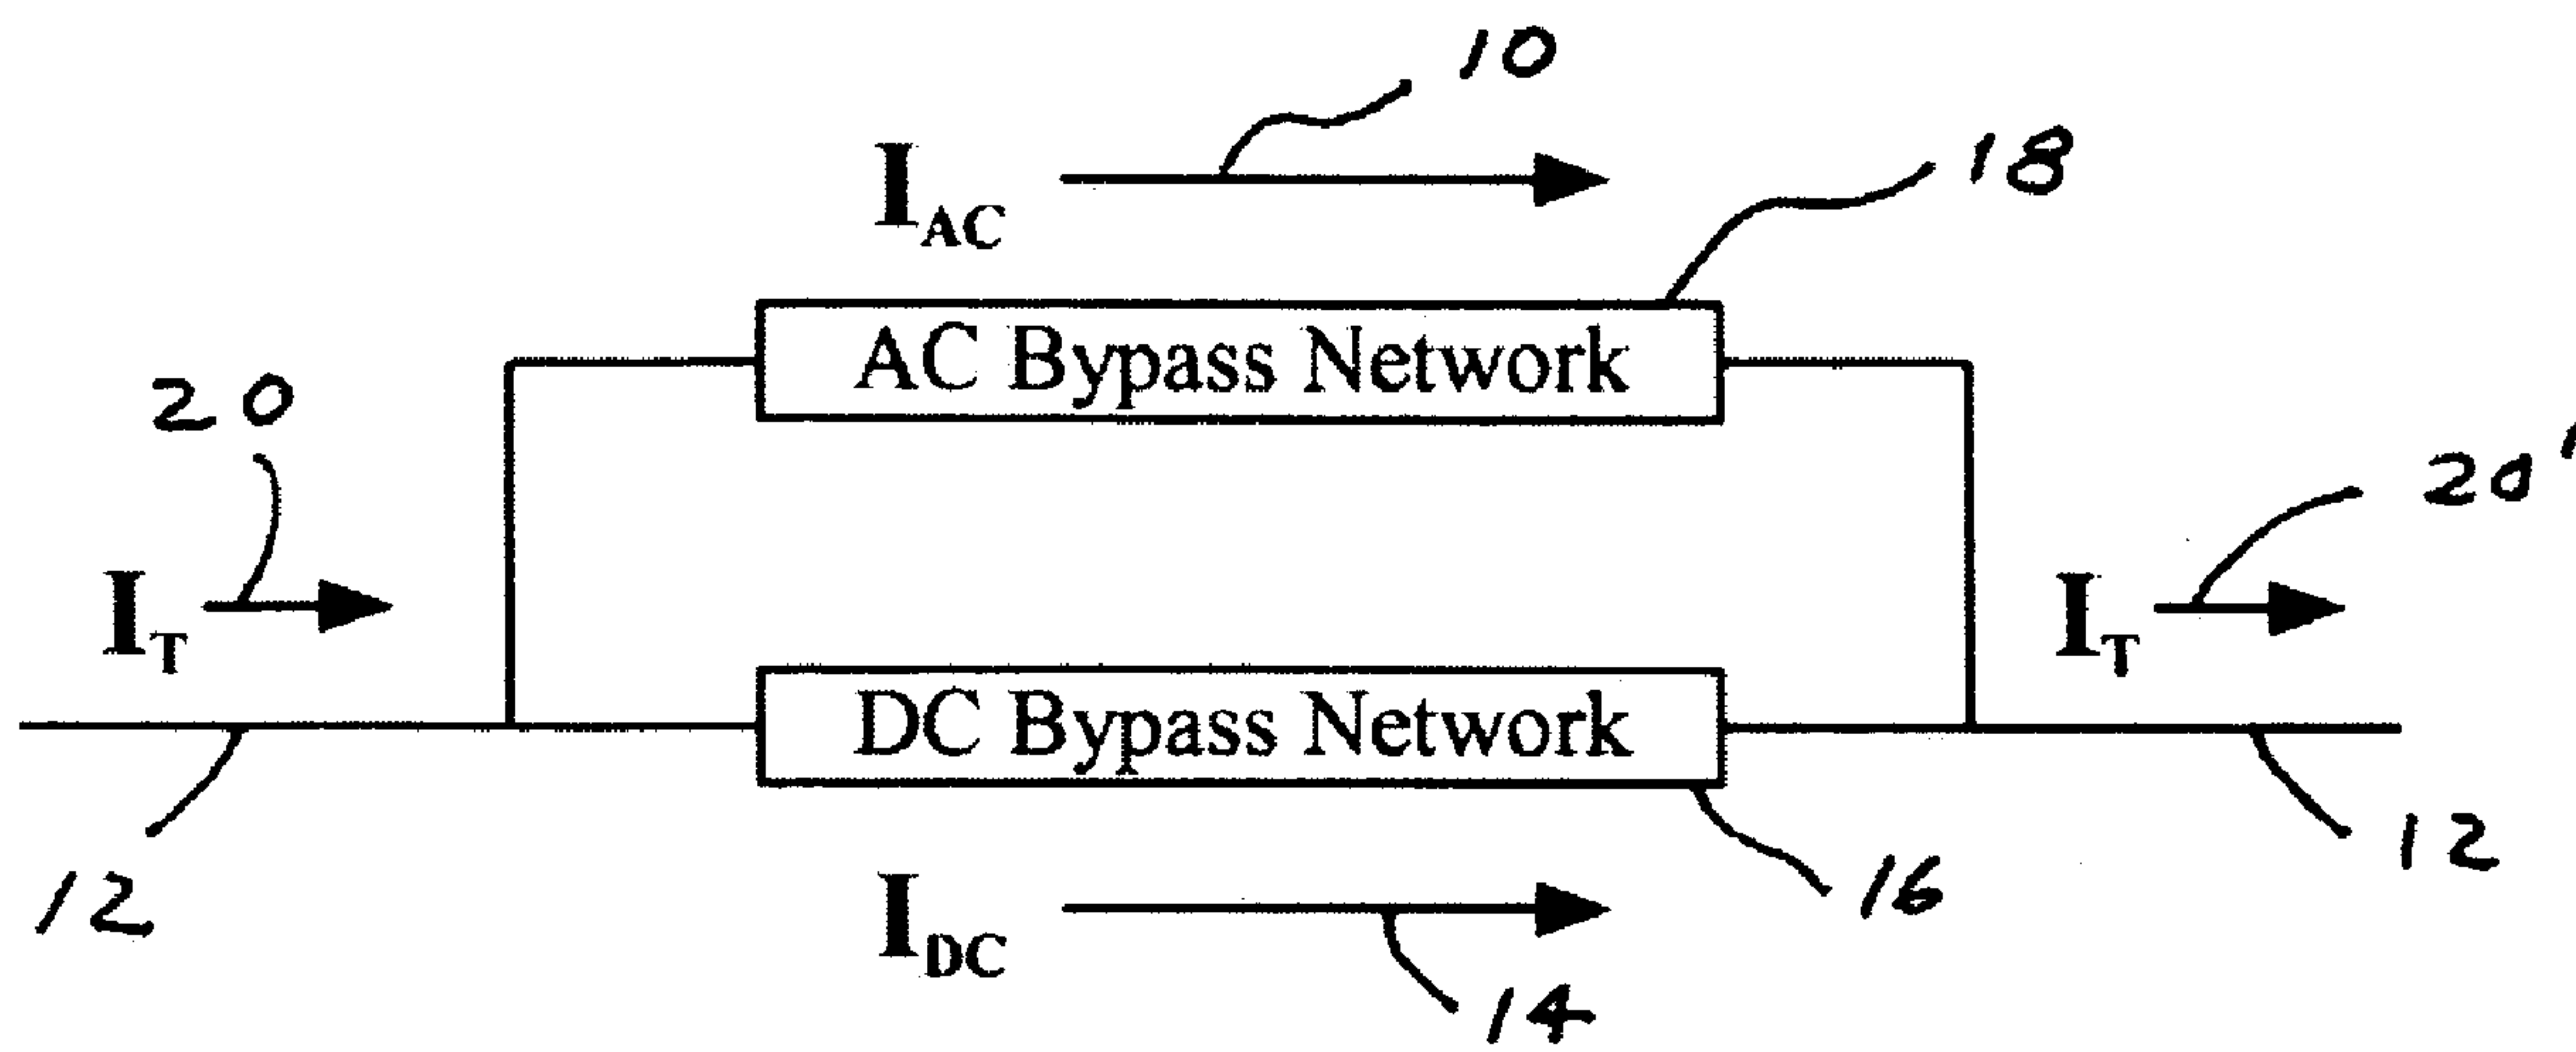 10
I_AC
18
AC Bypass Network
20
20'
I_T
I_T
DC Bypass Network
12
12
16
I_DC
14